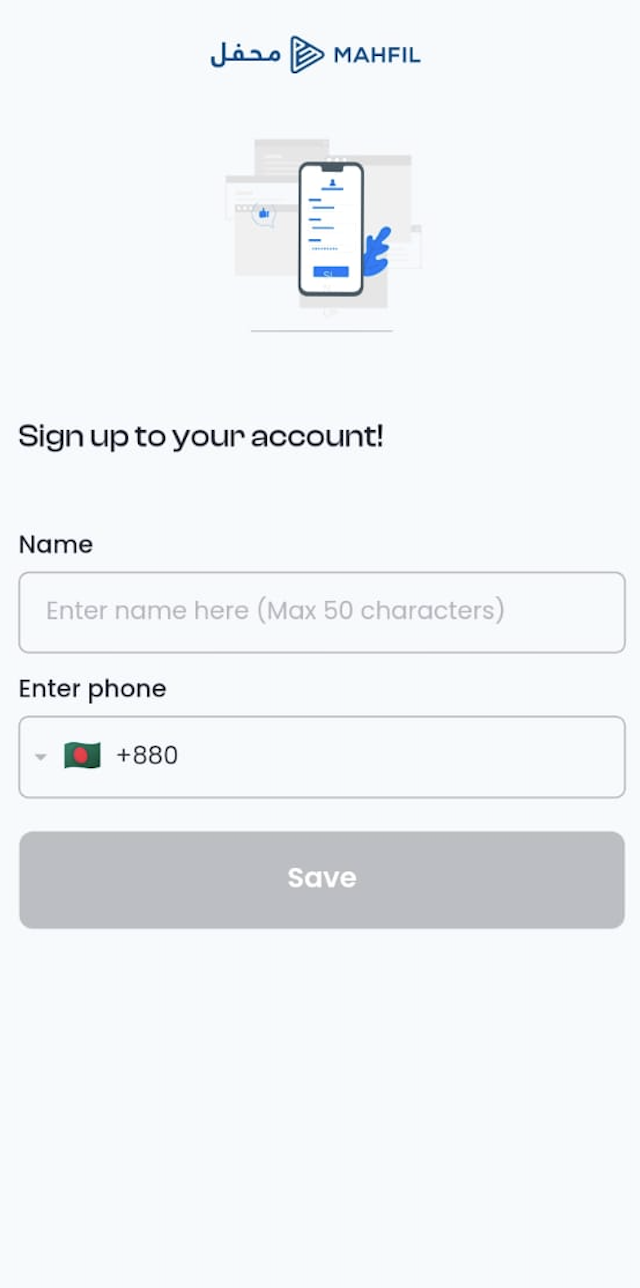 محفل MAHFIL
Sign up to your account!
Name
Enter name here (Max 50 characters)
Enter phone
+880
Save